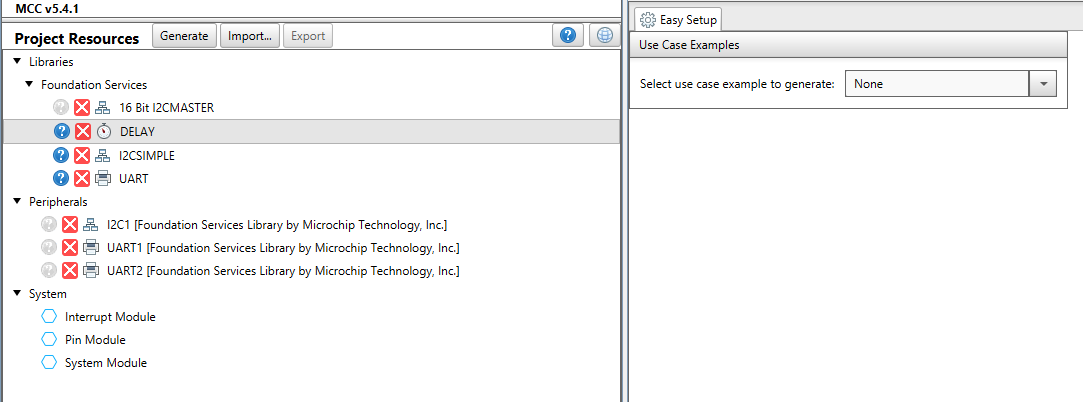 MCC v5.4.1
Project Resources Generate Import... Export ?
Libraries
Foundation Services
? 16 Bit I2CMASTER
? DELAY
? I2CSIMPLE
? UART
Peripherals
? I2C1 [Foundation Services Library by Microchip Technology, Inc.]
? UART1 [Foundation Services Library by Microchip Technology, Inc.]
? UART2 [Foundation Services Library by Microchip Technology, Inc.]
System
Interrupt Module
Pin Module
System Module
Easy Setup
Use Case Examples
Select use case example to generate: None